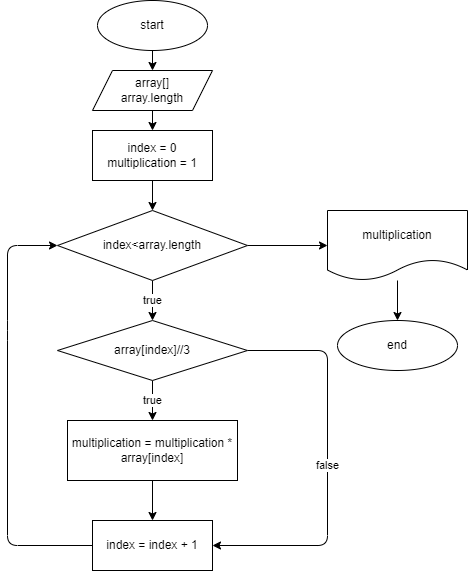 start
array[]
array.length
index = 0
multiplication = 1
index<array.length
multiplication
true
array[index]//3
end
true
multiplication = multiplication *
array[index]
false
index = index + 1